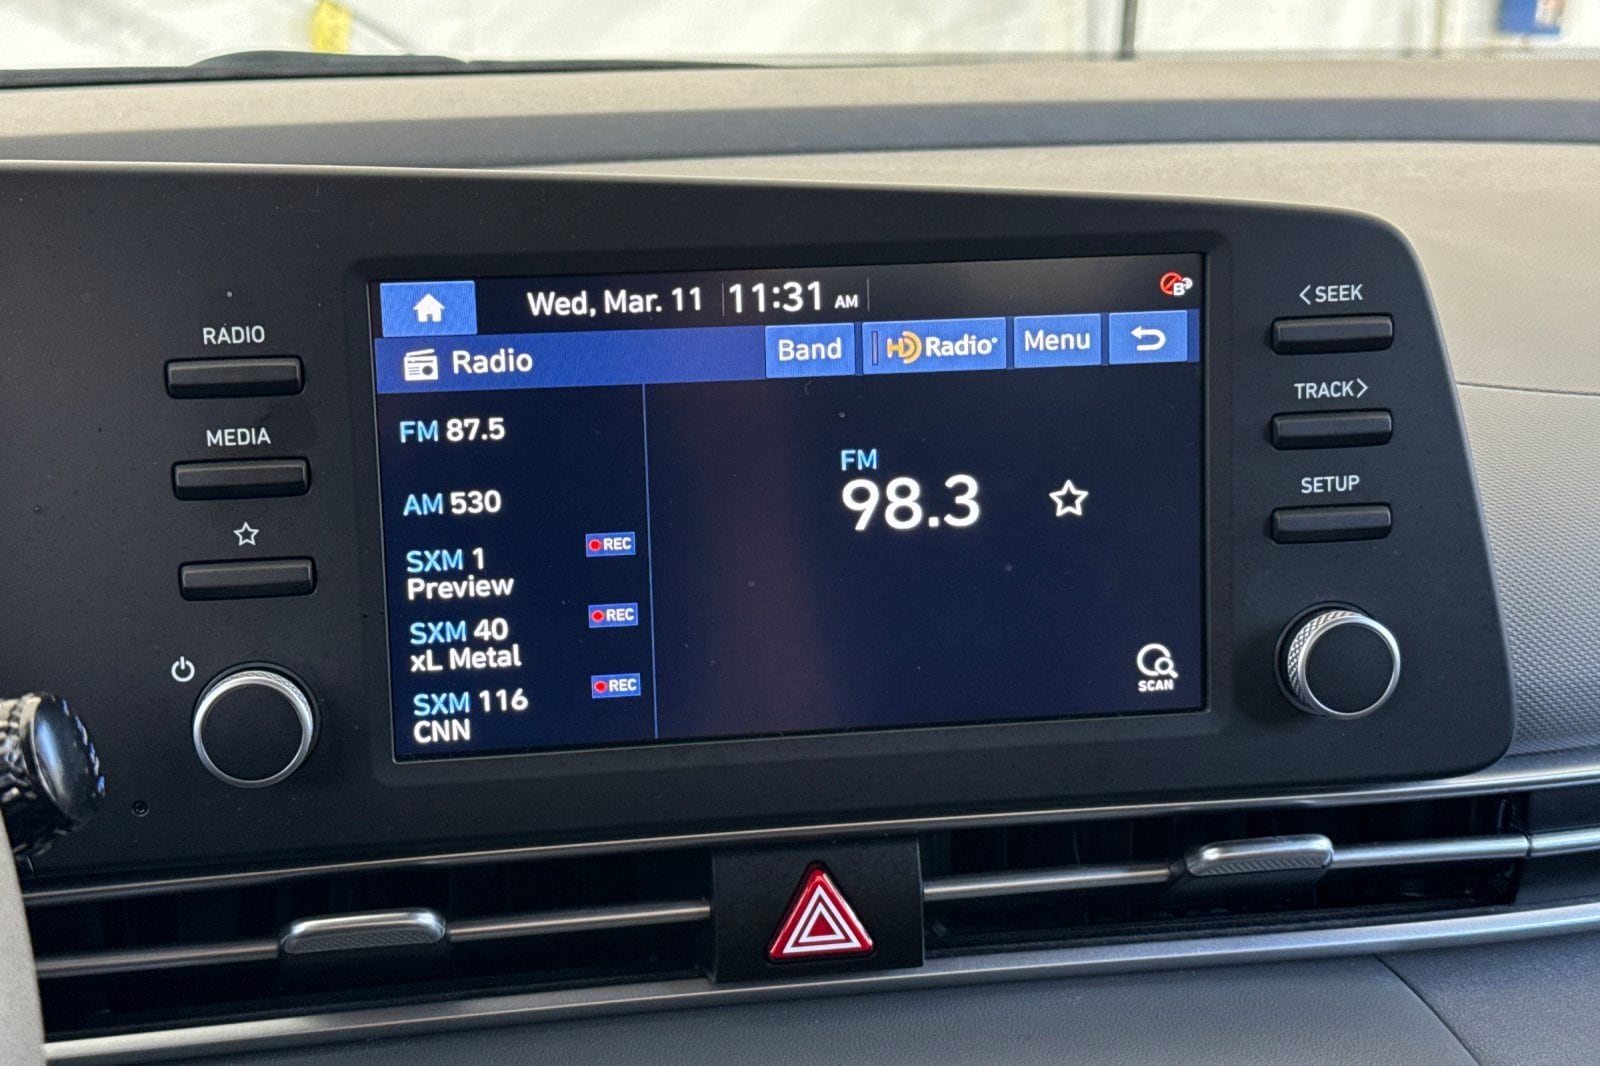 Wed, Mar. 11 11:31 AM
B
Radio
Band
HD Radio
Menu
FM 87.5
AM 530
SXM 1
Preview
REC
SXM 40
xL Metal
REC
SXM 116
CNN
REC
FM
98.3
SCAN
RADIO
MEDIA
<SEEK
TRACK>
SETUP